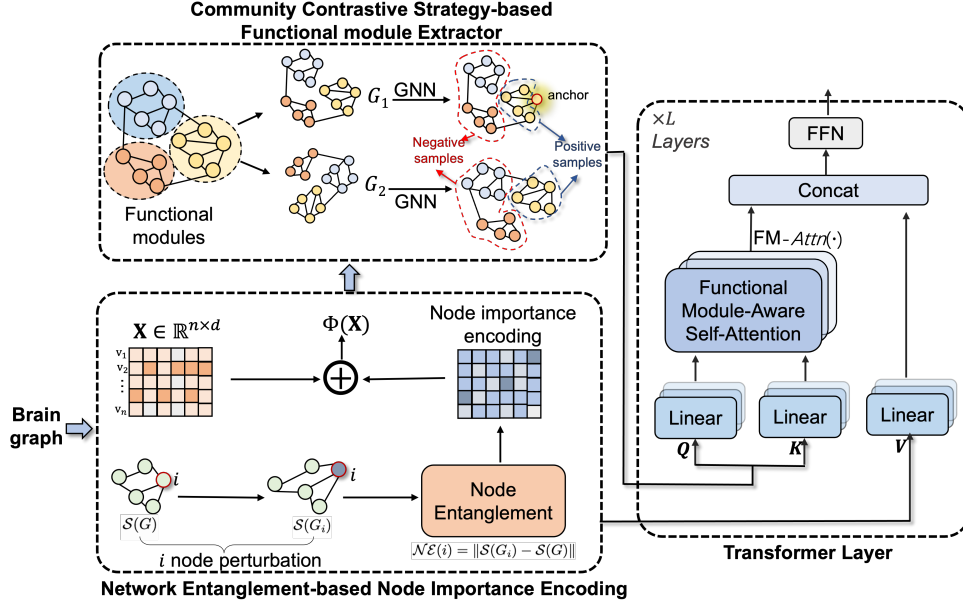 Community Contrastive Strategy-based
Functional module Extractor
G₁
GNN
anchor
Negative
samples
Positive
samples
G₂
GNN
Functional
modules
×L
Layers
FFN
Concat
FM-Attn(·)
Functional
Module-Aware
Self-Attention
Linear
Linear
Linear
Q
K
V
Transformer Layer
X ∈ ℝⁿˣᵈ
Φ(X)
Node importance
encoding
v₁
v₂
⋮
vₙ
Brain
graph
i
i
S(G)
S(Gᵢ)
Node
Entanglement
NE(i) = ‖S(Gᵢ) − S(G)‖
i node perturbation
Network Entanglement-based Node Importance Encoding